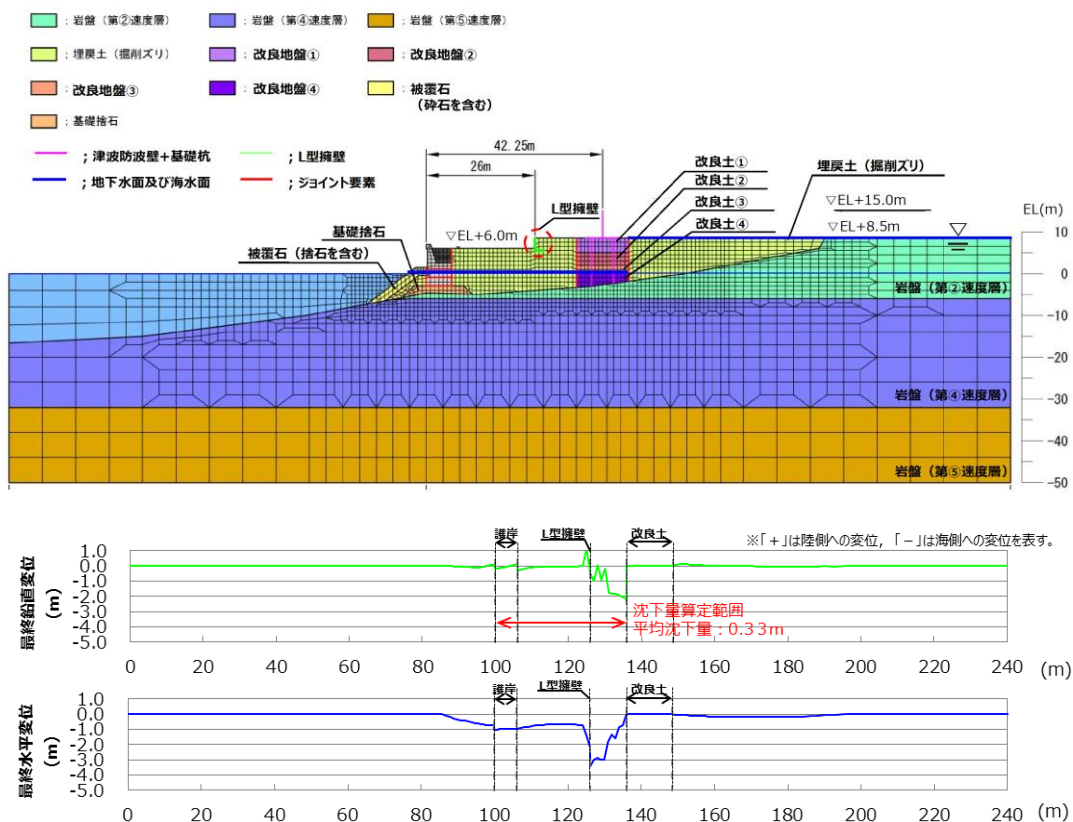 ；岩盤（第②速度層）
；岩盤（第④速度層）
；岩盤（第⑤速度層）
：埋戻土（掘削ズリ）
：改良地盤①
：改良地盤②
：改良地盤③
：改良地盤④
：被覆石
（砕石を含む）
：基礎捨石
；津波防波壁+基礎杭
；L型擁壁
；地下水面及び海水面
；ジョイント要素
42.25m
26m
改良土①
改良土②
改良土③
改良土④
埋戻土（掘削ズリ）
L型擁壁
▽EL+15.0m
▽EL+8.5m
EL(m)
基礎捨石
▽EL+6.0m
被覆石（捨石を含む）
10
0
-10
-20
-30
-40
-50
岩盤（第②速度層）
岩盤（第④速度層）
岩盤（第⑤速度層）
※「＋」は陸側への変位，「－」は海側への変位を表す。
護岸
L型擁壁
改良土
最終鉛直変位
（m）
1.0
0.0
-1.0
-2.0
-3.0
-4.0
-5.0
沈下量算定範囲
平均沈下量：0.33m
0 20 40 60 80 100 120 140 160 180 200 220 240 (m)
護岸
L型擁壁
改良土
最終水平変位
（m）
1.0
0.0
-1.0
-2.0
-3.0
-4.0
-5.0
0 20 40 60 80 100 120 140 160 180 200 220 240 (m)